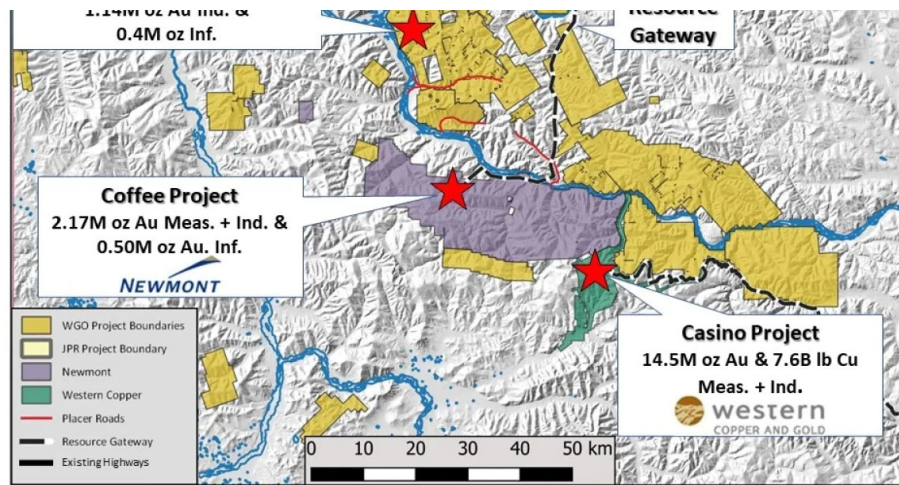 1.14M oz Au Ind. &
0.4M oz Inf.
Resource
Gateway
Coffee Project
2.17M oz Au Meas. + Ind. &
0.50M oz Au. Inf.
NEWMONT
Casino Project
14.5M oz Au & 7.6B lb Cu
Meas. + Ind.
western
COPPER AND GOLD
WGO Project Boundaries
JPR Project Boundary
Newmont
Western Copper
Placer Roads
Resource Gateway
Existing Highways
0 10 20 30 40 50 km